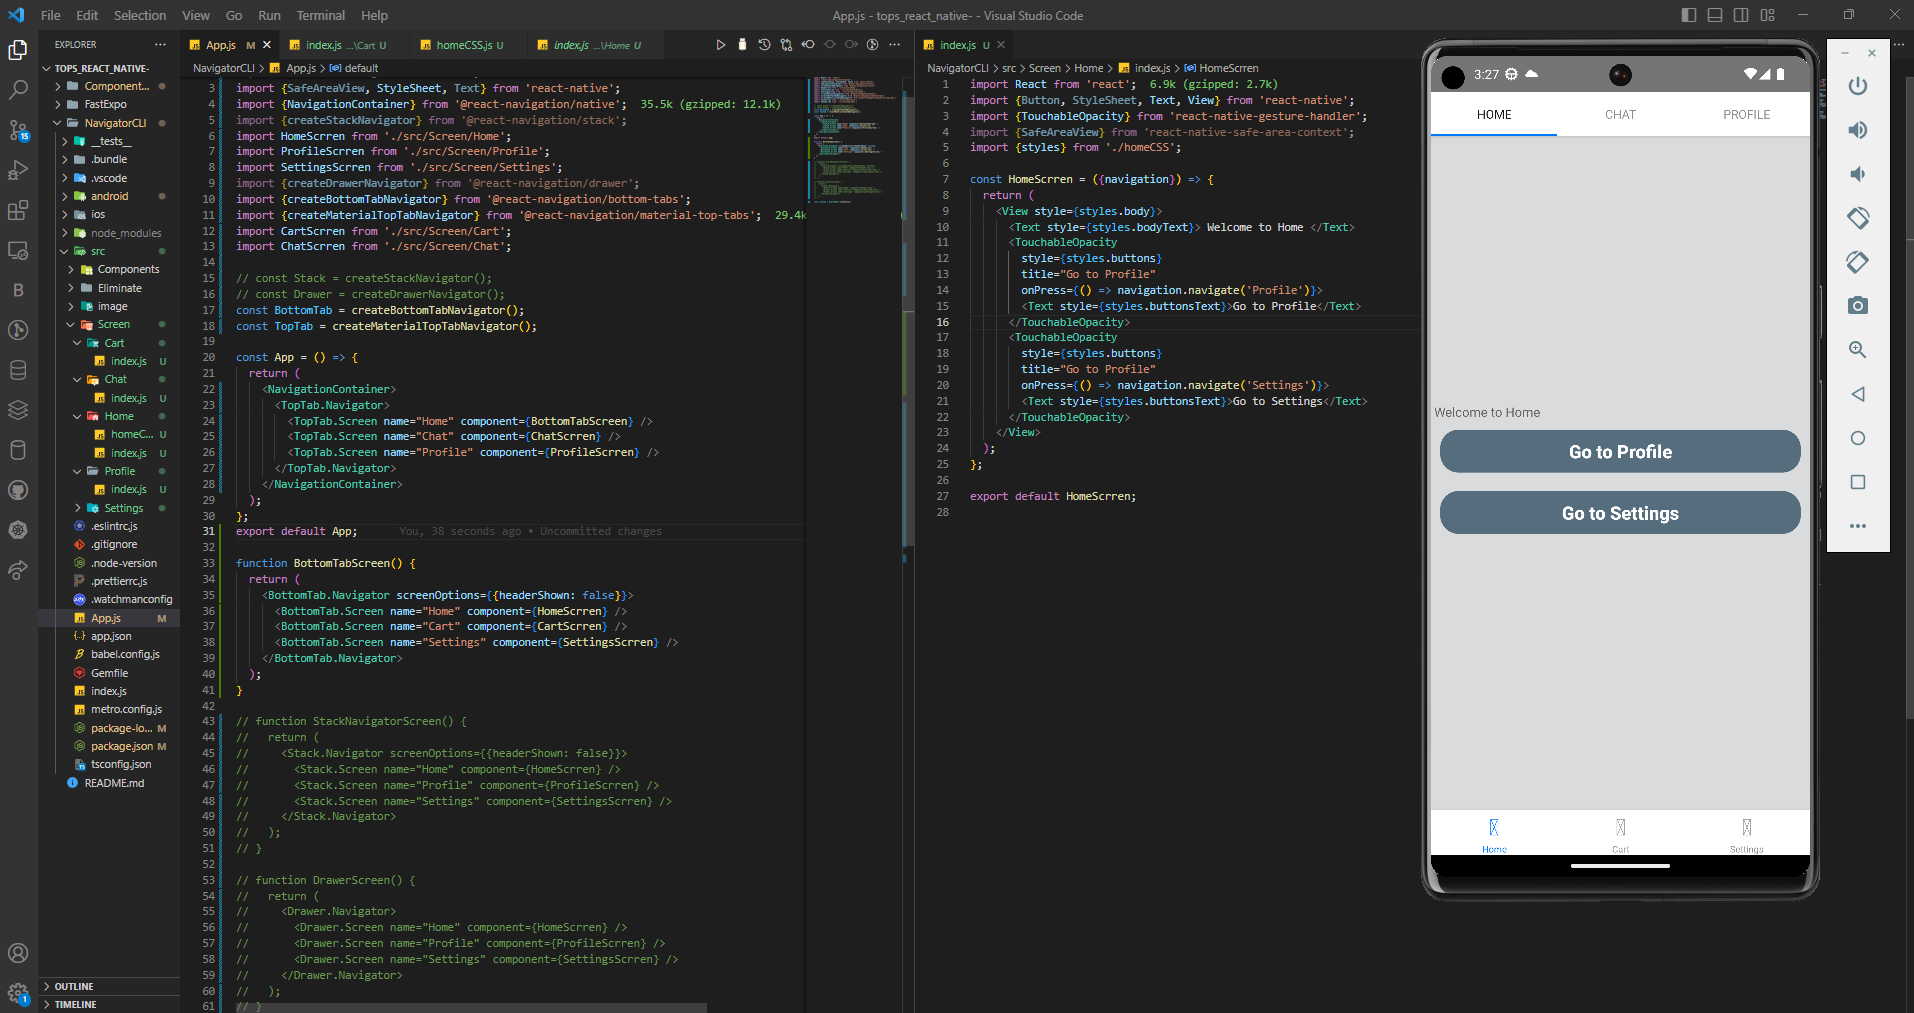 File Edit Selection View Go Run Terminal Help
App.js - tops_react_native- - Visual Studio Code
EXPLORER ···
TOPS_REACT_NATIVE-
Component...
FastExpo
NavigatorCLI
__tests__
.bundle
.vscode
android
ios
node_modules
src
Components
Eliminate
image
Screen
Cart
index.js U
Chat
index.js U
Home
homeC... U
index.js U
Profile
index.js U
Settings
.eslintrc.js
.gitignore
.node-version
.prettierrc.js
.watchmanconfig
App.js M
app.json
babel.config.js
Gemfile
index.js
metro.config.js
package-lo... M
package.json M
tsconfig.json
README.md
OUTLINE
TIMELINE
15
1
App.js M
index.js ...\Cart U
homeCSS.js U
index.js ...\Home U
NavigatorCLI > App.js > default
3 import {SafeAreaView, StyleSheet, Text} from 'react-native';
4 import {NavigationContainer} from '@react-navigation/native'; 35.5k (gzipped: 12.1k)
5 import {createStackNavigator} from '@react-navigation/stack';
6 import HomeScrren from './src/Screen/Home';
7 import ProfileScrren from './src/Screen/Profile';
8 import SettingsScrren from './src/Screen/Settings';
9 import {createDrawerNavigator} from '@react-navigation/drawer';
10 import {createBottomTabNavigator} from '@react-navigation/bottom-tabs';
11 import {createMaterialTopTabNavigator} from '@react-navigation/material-top-tabs'; 29.4k
12 import CartScrren from './src/Screen/Cart';
13 import ChatScrren from './src/Screen/Chat';
14
15 // const Stack = createStackNavigator();
16 // const Drawer = createDrawerNavigator();
17 const BottomTab = createBottomTabNavigator();
18 const TopTab = createMaterialTopTabNavigator();
19
20 const App = () => {
21 return (
22 <NavigationContainer>
23 <TopTab.Navigator>
24 <TopTab.Screen name="Home" component={BottomTabScreen} />
25 <TopTab.Screen name="Chat" component={ChatScrren} />
26 <TopTab.Screen name="Profile" component={ProfileScrren} />
27 </TopTab.Navigator>
28 </NavigationContainer>
29 );
30 };
31 export default App; You, 38 seconds ago • Uncommitted changes
32
33 function BottomTabScreen() {
34 return (
35 <BottomTab.Navigator screenOptions={{headerShown: false}}>
36 <BottomTab.Screen name="Home" component={HomeScrren} />
37 <BottomTab.Screen name="Cart" component={CartScrren} />
38 <BottomTab.Screen name="Settings" component={SettingsScrren} />
39 </BottomTab.Navigator>
40 );
41 }
42
43 // function StackNavigatorScreen() {
44 // return (
45 // <Stack.Navigator screenOptions={{headerShown: false}}>
46 // <Stack.Screen name="Home" component={HomeScrren} />
47 // <Stack.Screen name="Profile" component={ProfileScrren} />
48 // <Stack.Screen name="Settings" component={SettingsScrren} />
49 // </Stack.Navigator>
50 // );
51 // }
52
53 // function DrawerScreen() {
54 // return (
55 // <Drawer.Navigator>
56 // <Drawer.Screen name="Home" component={HomeScrren} />
57 // <Drawer.Screen name="Profile" component={ProfileScrren} />
58 // <Drawer.Screen name="Settings" component={SettingsScrren} />
59 // </Drawer.Navigator>
60 // );
61 // }
index.js U
NavigatorCLI > src > Screen > Home > index.js > HomeScrren
1 import React from 'react'; 6.9k (gzipped: 2.7k)
2 import {Button, StyleSheet, Text, View} from 'react-native';
3 import {TouchableOpacity} from 'react-native-gesture-handler';
4 import {SafeAreaView} from 'react-native-safe-area-context';
5 import {styles} from './homeCSS';
6
7 const HomeScrren = ({navigation}) => {
8 return (
9 <View style={styles.body}>
10 <Text style={styles.bodyText}> Welcome to Home </Text>
11 <TouchableOpacity
12 style={styles.buttons}
13 title="Go to Profile"
14 onPress={() => navigation.navigate('Profile')}>
15 <Text style={styles.buttonsText}>Go to Profile</Text>
16 </TouchableOpacity>
17 <TouchableOpacity
18 style={styles.buttons}
19 title="Go to Profile"
20 onPress={() => navigation.navigate('Settings')}>
21 <Text style={styles.buttonsText}>Go to Settings</Text>
22 </TouchableOpacity>
23 </View>
24 );
25 };
26
27 export default HomeScrren;
28
3:27
HOME CHAT PROFILE
Welcome to Home
Go to Profile
Go to Settings
Home Cart Settings